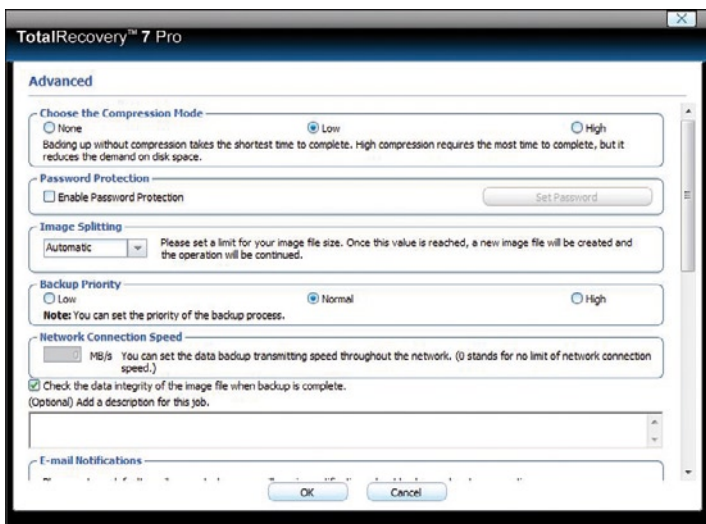 TotalRecovery™ 7 Pro
Advanced
Choose the Compression Mode
None
Low
High
Backing up without compression takes the shortest time to complete. High compression requires the most time to complete, but it
reduces the demand on disk space.
Password Protection
Enable Password Protection
Set Password
Image Splitting
Automatic
Please set a limit for your image file size. Once this value is reached, a new image file will be created and
the operation will be continued.
Backup Priority
Low
Normal
High
Note: You can set the priority of the backup process.
Network Connection Speed
0 MB/s You can set the data backup transmitting speed throughout the network. (0 stands for no limit of network connection
speed.)
Check the data integrity of the image file when backup is complete.
(Optional) Add a description for this job.
E-mail Notifications
OK
Cancel